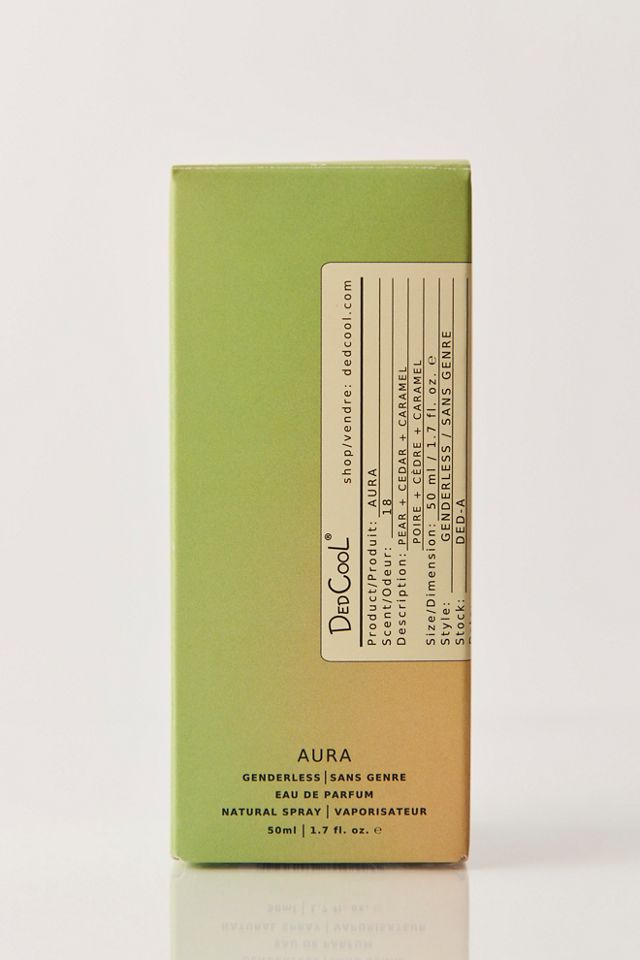 DEDCOOL®
shop/vendre: dedcool.com
Product/Produit: AURA
Scent/Odeur: 18
Description: PEAR + CEDAR + CARAMEL
POIRE + CÈDRE + CARAMEL
Size/Dimension: 50 ml / 1.7 fl. oz. ℮
Style: GENDERLESS / SANS GENRE
Stock: DED-A
AURA
GENDERLESS | SANS GENRE
EAU DE PARFUM
NATURAL SPRAY | VAPORISATEUR
50ml | 1.7 fl. oz. ℮